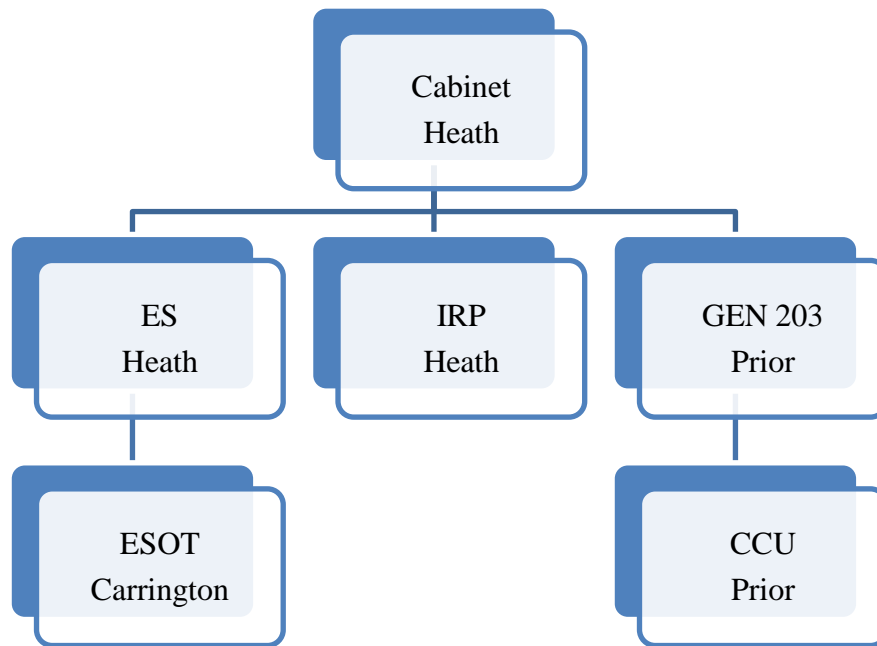 Cabinet
Heath
ES
Heath
IRP
Heath
GEN 203
Prior
ESOT
Carrington
CCU
Prior